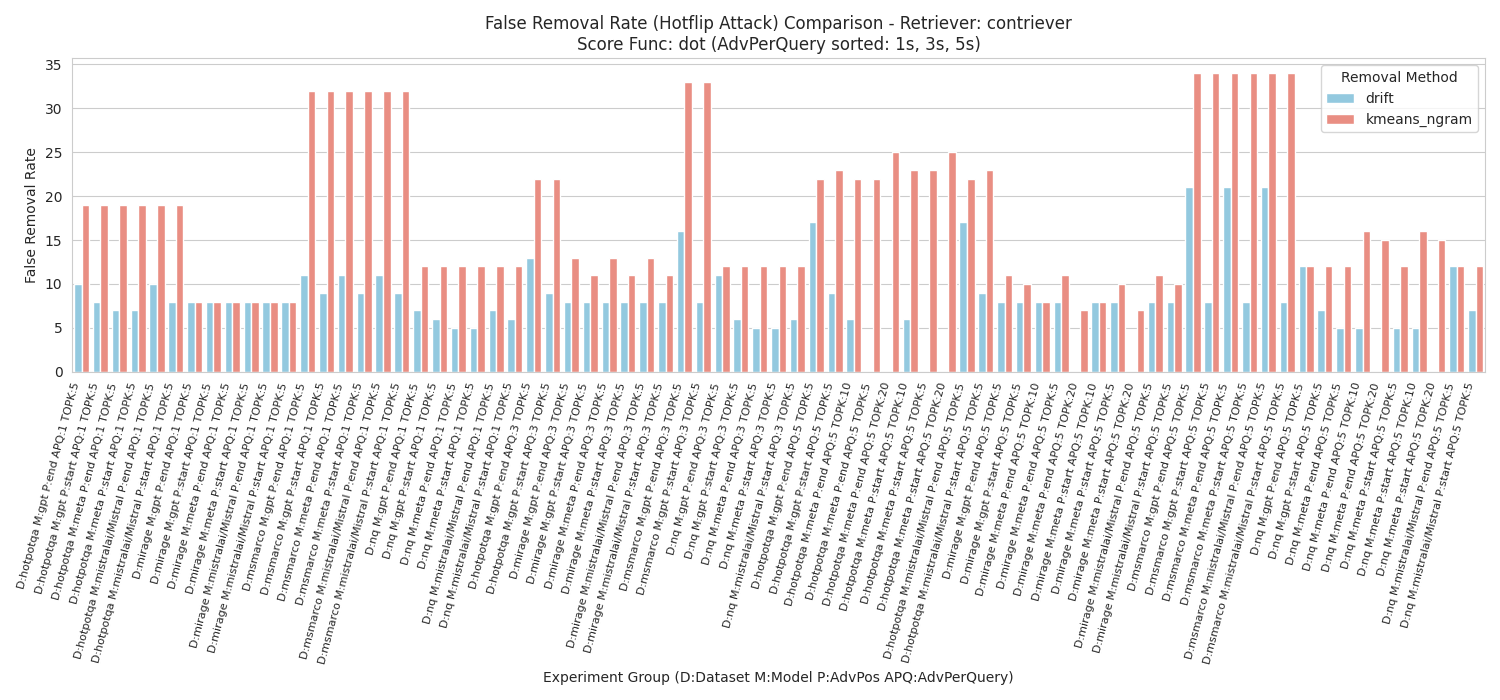 False Removal Rate (Hotflip Attack) Comparison - Retriever: contriever
Score Func: dot (AdvPerQuery sorted: 1s, 3s, 5s)
Removal Method
drift
kmeans_ngram
False Removal Rate
35
30
25
20
15
10
5
0
D:hotpotqa M:gpt P:end APQ:1 TOPK:5
D:hotpotqa M:gpt P:start APQ:1 TOPK:5
D:hotpotqa M:meta P:end APQ:1 TOPK:5
D:hotpotqa M:meta P:start APQ:1 TOPK:5
D:hotpotqa M:mistralai/Mistral P:end APQ:1 TOPK:5
D:hotpotqa M:mistralai/Mistral P:start APQ:1 TOPK:5
D:mirage M:gpt P:end APQ:1 TOPK:5
D:mirage M:gpt P:start APQ:1 TOPK:5
D:mirage M:meta P:end APQ:1 TOPK:5
D:mirage M:meta P:start APQ:1 TOPK:5
D:mirage M:mistralai/Mistral P:end APQ:1 TOPK:5
D:mirage M:mistralai/Mistral P:start APQ:1 TOPK:5
D:msmarco M:gpt P:end APQ:1 TOPK:5
D:msmarco M:gpt P:start APQ:1 TOPK:5
D:msmarco M:meta P:end APQ:1 TOPK:5
D:msmarco M:meta P:start APQ:1 TOPK:5
D:msmarco M:mistralai/Mistral P:end APQ:1 TOPK:5
D:msmarco M:mistralai/Mistral P:start APQ:1 TOPK:5
D:nq M:gpt P:end APQ:1 TOPK:5
D:nq M:gpt P:start APQ:1 TOPK:5
D:nq M:meta P:end APQ:1 TOPK:5
D:nq M:meta P:start APQ:1 TOPK:5
D:nq M:mistralai/Mistral P:end APQ:1 TOPK:5
D:nq M:mistralai/Mistral P:start APQ:1 TOPK:5
D:hotpotqa M:gpt P:end APQ:3 TOPK:5
D:hotpotqa M:gpt P:start APQ:3 TOPK:5
D:mirage M:gpt P:end APQ:3 TOPK:5
D:mirage M:gpt P:start APQ:3 TOPK:5
D:mirage M:meta P:end APQ:3 TOPK:5
D:mirage M:meta P:start APQ:3 TOPK:5
D:mirage M:mistralai/Mistral P:end APQ:3 TOPK:5
D:mirage M:mistralai/Mistral P:start APQ:3 TOPK:5
D:msmarco M:gpt P:end APQ:3 TOPK:5
D:msmarco M:gpt P:start APQ:3 TOPK:5
D:nq M:gpt P:end APQ:3 TOPK:5
D:nq M:gpt P:start APQ:3 TOPK:5
D:nq M:meta P:end APQ:3 TOPK:5
D:nq M:meta P:start APQ:3 TOPK:5
D:nq M:mistralai/Mistral P:start APQ:3 TOPK:5
D:hotpotqa M:gpt P:end APQ:5 TOPK:5
D:hotpotqa M:gpt P:start APQ:5 TOPK:5
D:hotpotqa M:meta P:end APQ:5 TOPK:10
D:hotpotqa M:meta P:end APQ:5 TOPK:5
D:hotpotqa M:meta P:end APQ:5 TOPK:20
D:hotpotqa M:meta P:start APQ:5 TOPK:10
D:hotpotqa M:meta P:start APQ:5 TOPK:5
D:hotpotqa M:meta P:start APQ:5 TOPK:20
D:hotpotqa M:mistralai/Mistral P:end APQ:5 TOPK:5
D:hotpotqa M:mistralai/Mistral P:start APQ:5 TOPK:5
D:mirage M:gpt P:end APQ:5 TOPK:5
D:mirage M:gpt P:start APQ:5 TOPK:5
D:mirage M:meta P:end APQ:5 TOPK:10
D:mirage M:meta P:end APQ:5 TOPK:5
D:mirage M:meta P:end APQ:5 TOPK:20
D:mirage M:meta P:start APQ:5 TOPK:10
D:mirage M:meta P:start APQ:5 TOPK:5
D:mirage M:meta P:start APQ:5 TOPK:20
D:mirage M:mistralai/Mistral P:end APQ:5 TOPK:5
D:mirage M:mistralai/Mistral P:start APQ:5 TOPK:5
D:msmarco M:gpt P:end APQ:5 TOPK:5
D:msmarco M:gpt P:start APQ:5 TOPK:5
D:msmarco M:meta P:end APQ:5 TOPK:5
D:msmarco M:meta P:start APQ:5 TOPK:5
D:msmarco M:mistralai/Mistral P:end APQ:5 TOPK:5
D:msmarco M:mistralai/Mistral P:start APQ:5 TOPK:5
D:nq M:gpt P:end APQ:5 TOPK:5
D:nq M:gpt P:start APQ:5 TOPK:5
D:nq M:meta P:end APQ:5 TOPK:5
D:nq M:meta P:end APQ:5 TOPK:10
D:nq M:meta P:end APQ:5 TOPK:20
D:nq M:meta P:start APQ:5 TOPK:5
D:nq M:meta P:start APQ:5 TOPK:10
D:nq M:meta P:start APQ:5 TOPK:20
D:nq M:mistralai/Mistral P:end APQ:5 TOPK:5
D:nq M:mistralai/Mistral P:start APQ:5 TOPK:5
Experiment Group (D:Dataset M:Model P:AdvPos APQ:AdvPerQuery)